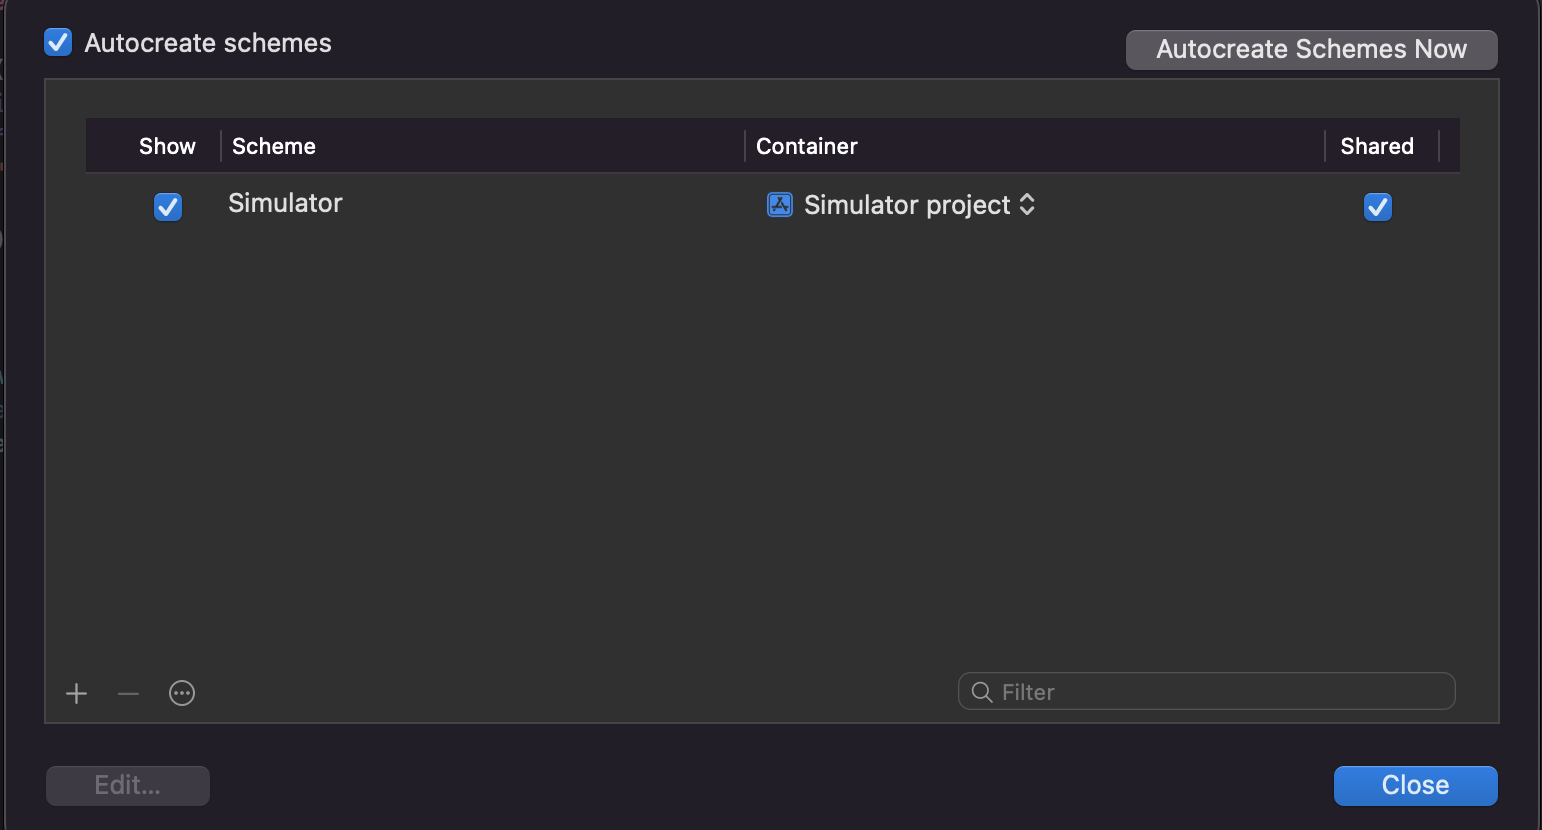 Autocreate schemes
Autocreate Schemes Now
Show Scheme Container Shared
Simulator Simulator project
Filter
Edit...
Close